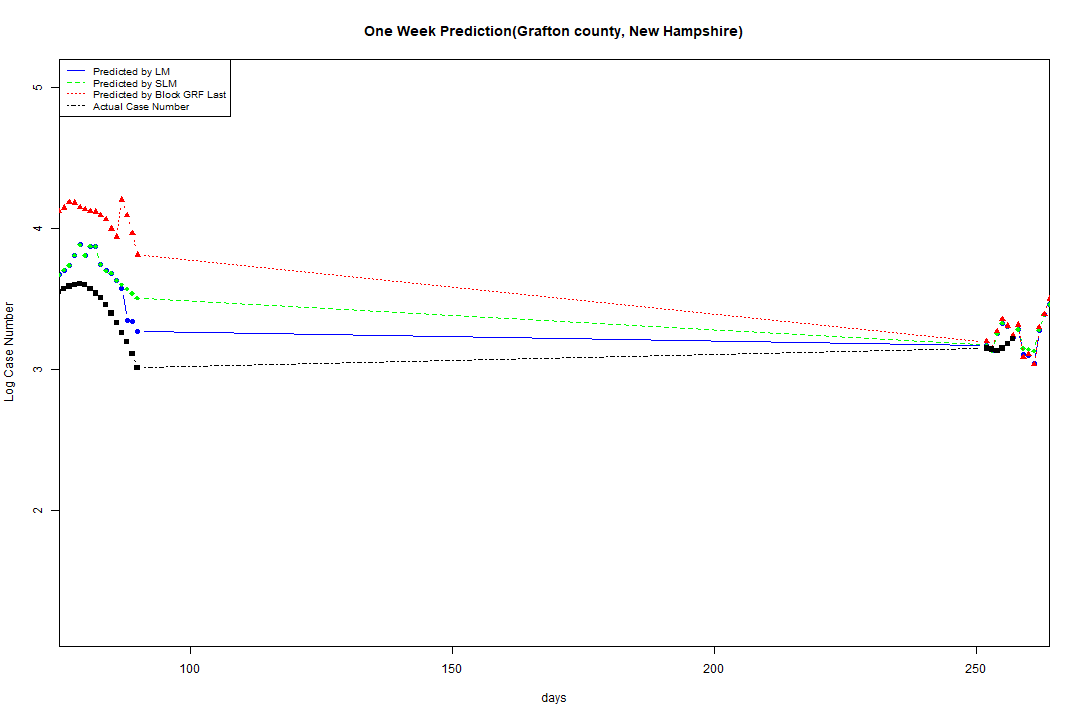 One Week Prediction(Grafton county, New Hampshire)
Predicted by LM
Predicted by SLM
Predicted by Block GRF Last
Actual Case Number
5
4
3
2
Log Case Number
100
150
200
250
days